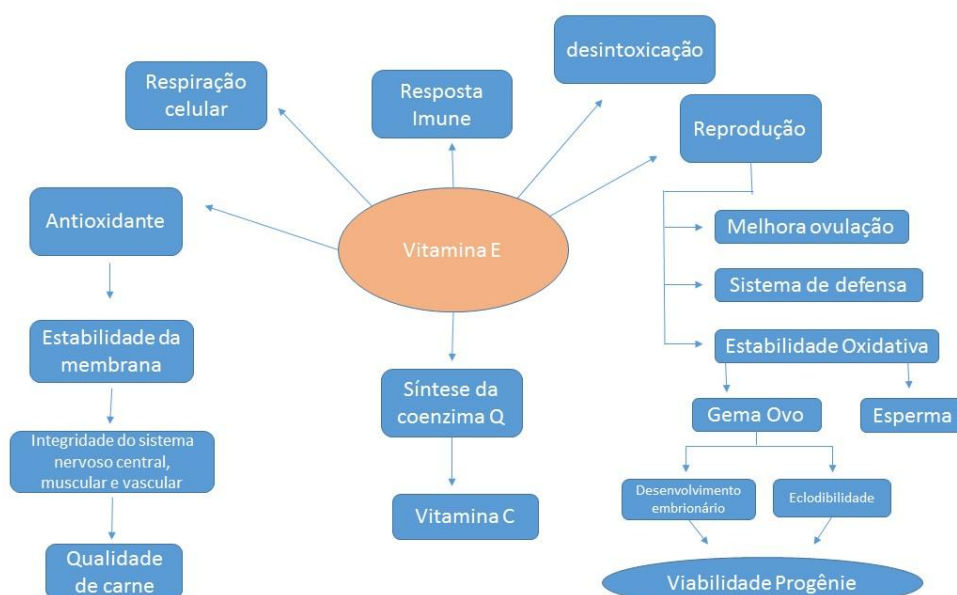 desintoxicação
Respiração
celular
Resposta
Imune
Reprodução
Antioxidante
Vitamina E
Melhora ovulação
Sistema de defensa
Estabilidade da
membrana
Estabilidade Oxidativa
Síntese da
coenzima Q
Gema Ovo
Esperma
Integridade do sistema
nervoso central,
muscular e vascular
Desenvolvimento
embrionário
Eclodibilidade
Vitamina C
Qualidade
de carne
Viabilidade Progênie